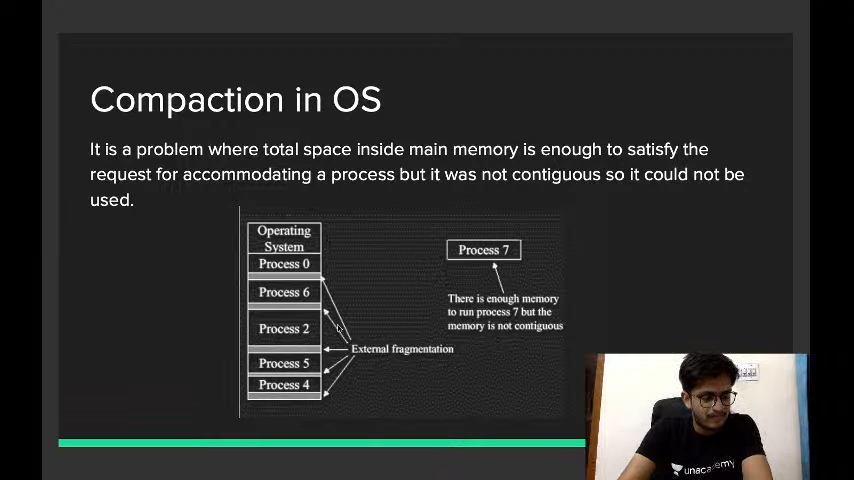 Compaction in OS
It is a problem where total space inside main memory is enough to satisfy the
request for accommodating a process but it was not contiguous so it could not be
used.
Operating
System
Process 0
Process 6
Process 2
Process 5
Process 4
External fragmentation
Process 7
There is enough memory
to run process 7 but the
memory is not contiguous
unacademy